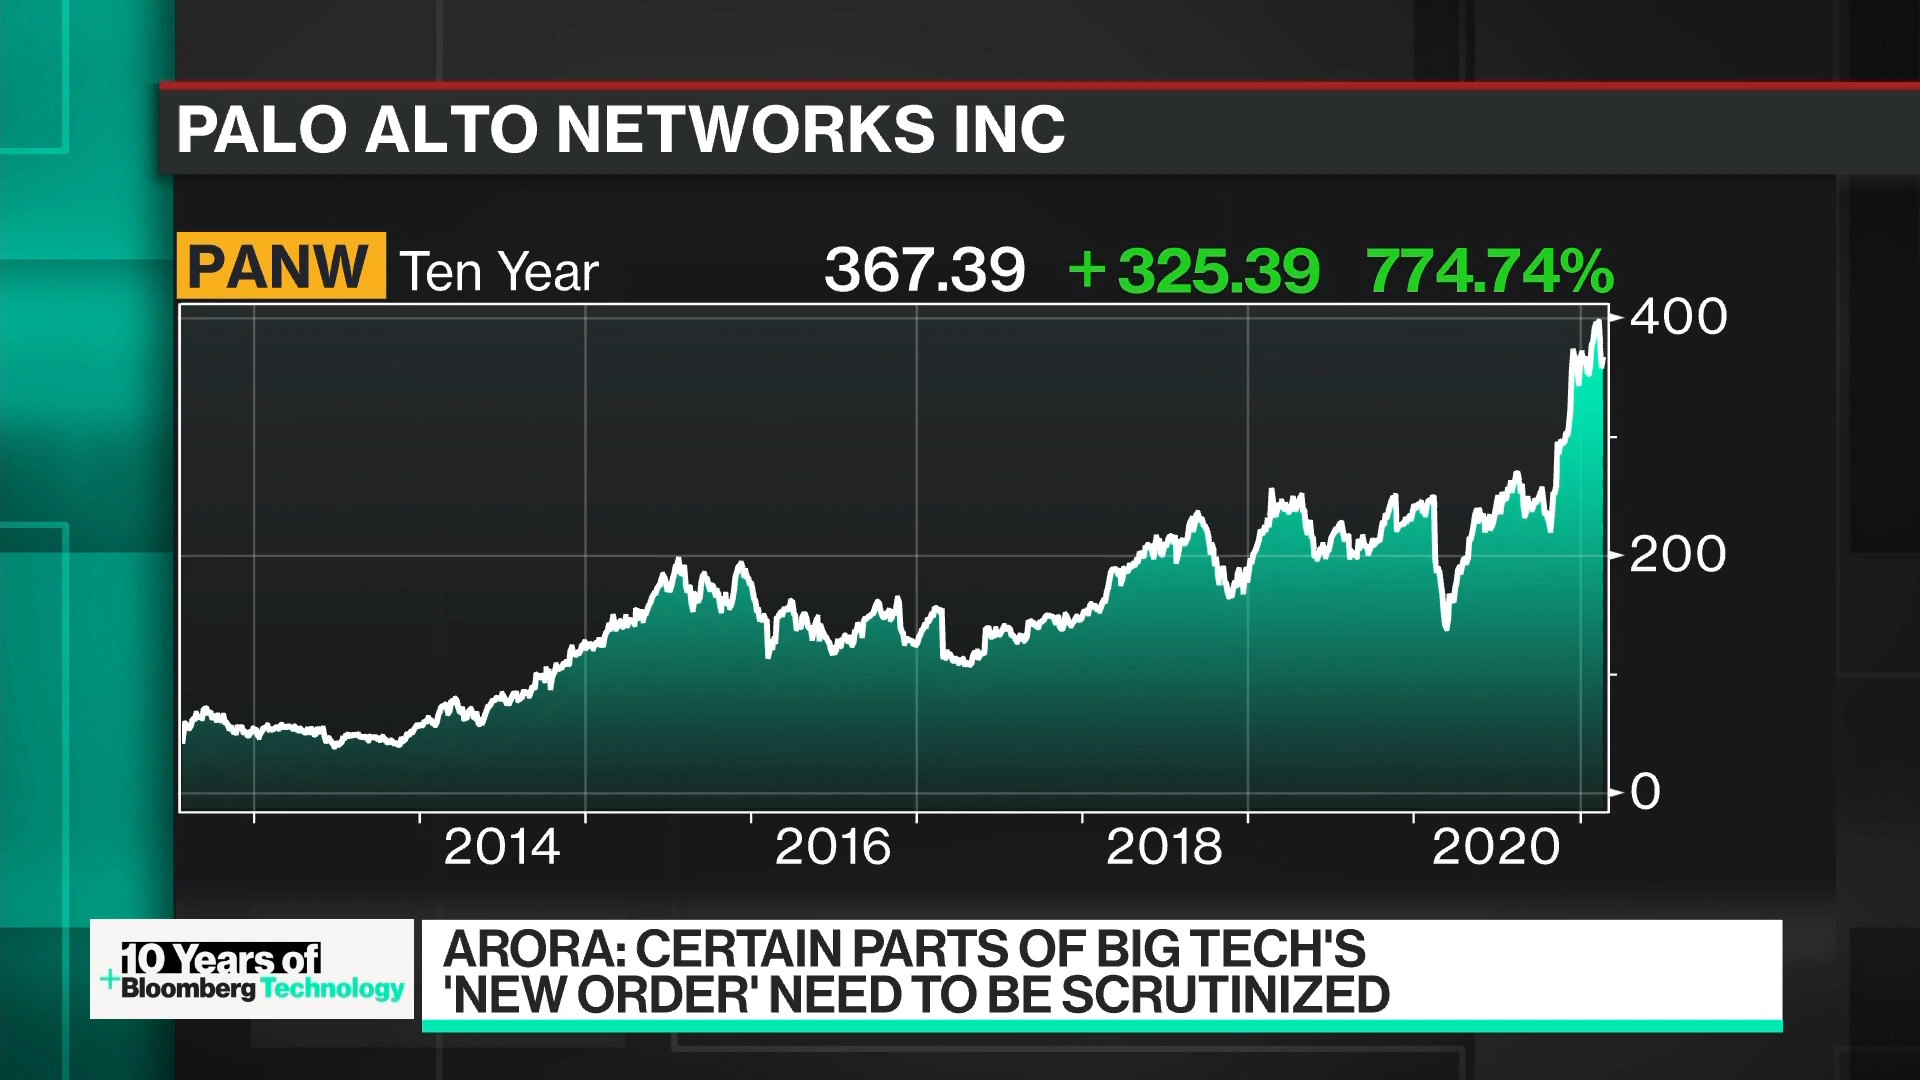 PALO ALTO NETWORKS INC
PANW Ten Year 367.39 +325.39 774.74%
400
200
0
2014 2016 2018 2020
10 Years of
+Bloomberg Technology
ARORA: CERTAIN PARTS OF BIG TECH'S
'NEW ORDER' NEED TO BE SCRUTINIZED